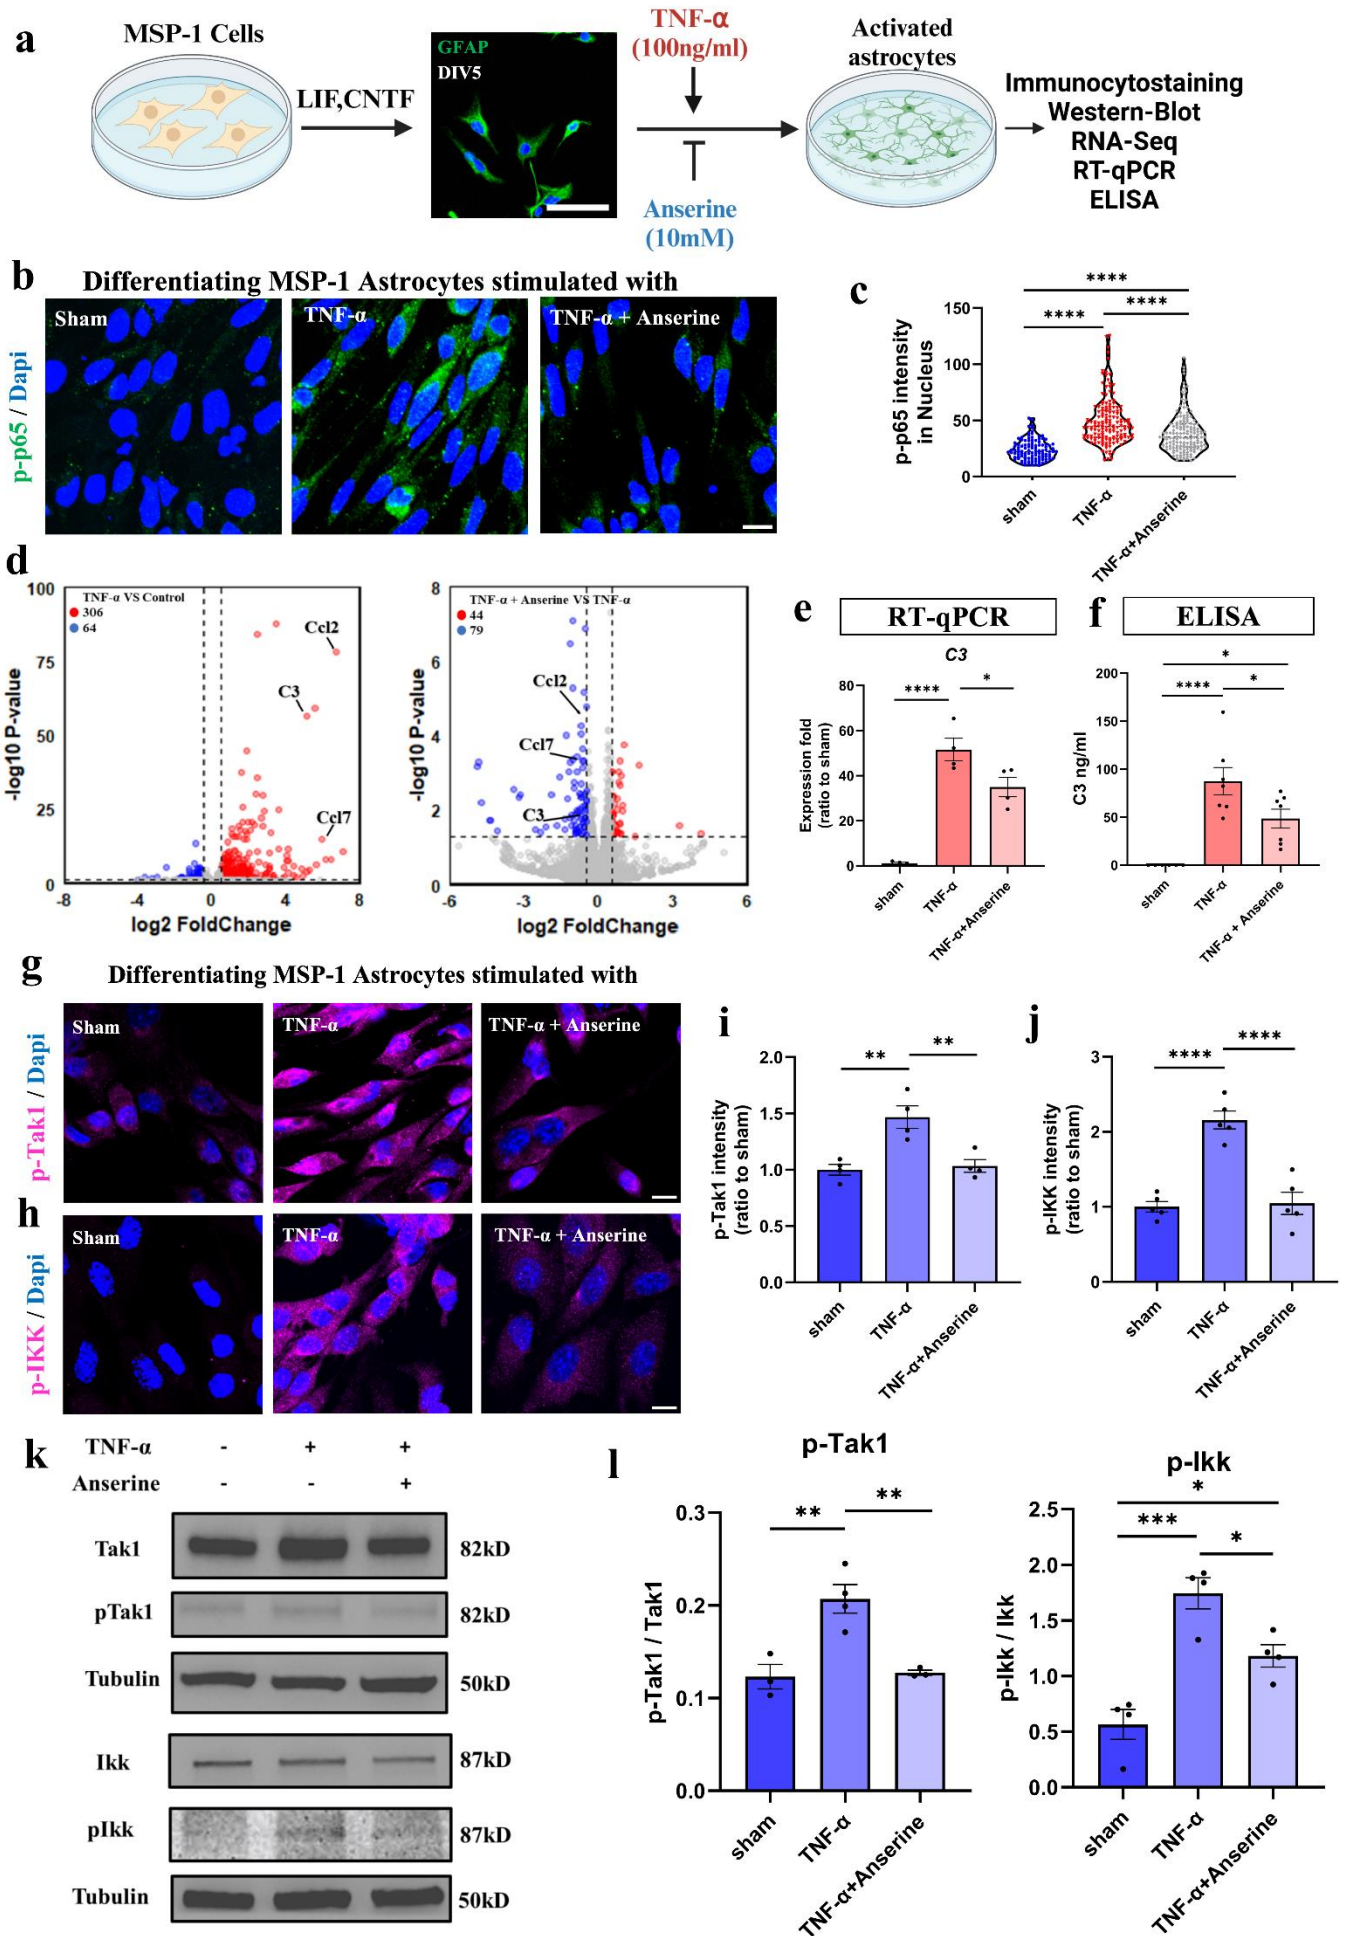 a
MSP-1 Cells
LIF,CNTF
GFAP
DIV5
TNF-α
(100ng/ml)
Anserine
(10mM)
Activated
astrocytes
Immunocytostaining
Western-Blot
RNA-Seq
RT-qPCR
ELISA
b
Differentiating MSP-1 Astrocytes stimulated with
p-p65 / Dapi
Sham
TNF-α
TNF-α + Anserine
c
p-p65 intensity
in Nucleus
150
100
50
0
****
****
****
sham
TNF-α
TNF-α+Anserine
d
-log10 P-value
100
75
50
25
0
TNF-α VS Control
306
64
Ccl2
C3
Ccl7
-8
-4
0
4
8
log2 FoldChange
-log10 P-value
8
6
4
2
0
TNF-α + Anserine VS TNF-α
44
79
Ccl2
Ccl7
C3
-6
-3
0
3
6
log2 FoldChange
e
RT-qPCR
C3
Expression fold
(ratio to sham)
80
60
40
20
0
****
*
sham
TNF-α
TNF-α+Anserine
f
ELISA
C3 ng/ml
200
150
100
50
0
*
****
*
sham
TNF-α
TNF-α + Anserine
g
Differentiating MSP-1 Astrocytes stimulated with
p-Tak1 / Dapi
Sham
TNF-α
TNF-α + Anserine
h
p-IKK / Dapi
Sham
TNF-α
TNF-α + Anserine
i
p-Tak1 intensity
(ratio to sham)
2.0
1.5
1.0
0.5
0.0
**
**
sham
TNF-α
TNF-α+Anserine
j
p-IKK intensity
(ratio to sham)
3
2
1
0
****
****
sham
TNF-α
TNF-α+Anserine
k
TNF-α - + +
Anserine - - +
Tak1 82kD
pTak1 82kD
Tubulin 50kD
Ikk 87kD
pIkk 87kD
Tubulin 50kD
l
p-Tak1
p-Tak1 / Tak1
0.3
0.2
0.1
0.0
**
**
sham
TNF-α
TNF-α+Anserine
p-Ikk
p-Ikk / Ikk
2.5
2.0
1.5
1.0
0.5
0.0
*
***
*
sham
TNF-α
TNF-α+Anserine